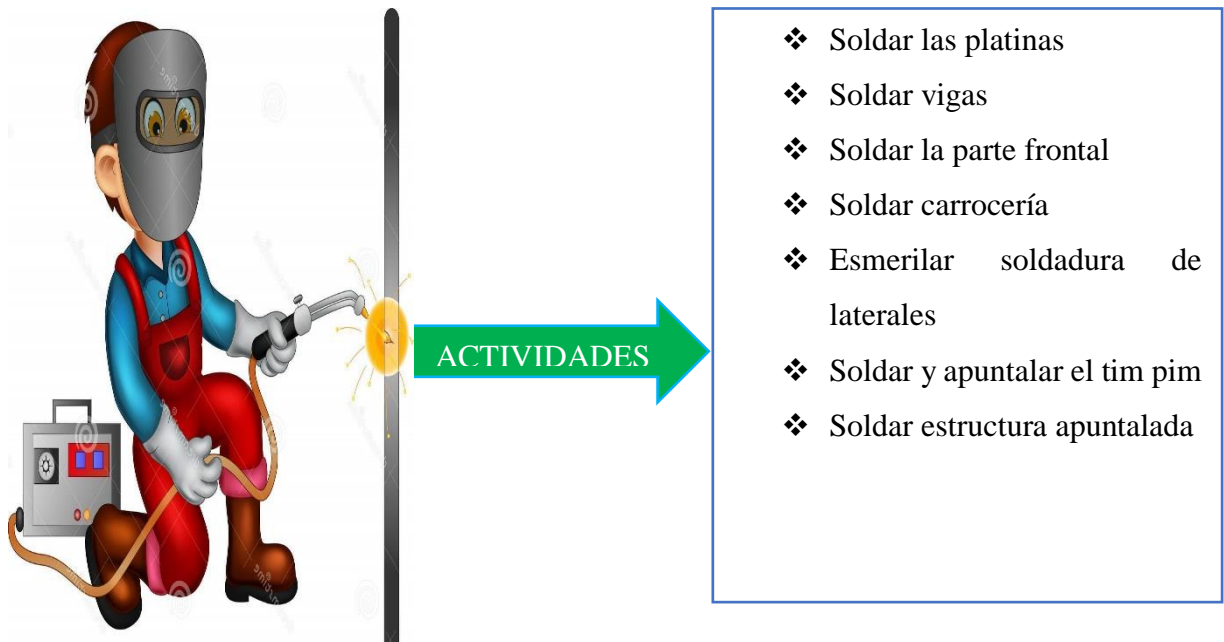 ACTIVIDADES
❖ Soldar las platinas
❖ Soldar vigas
❖ Soldar la parte frontal
❖ Soldar carrocería
❖ Esmerilar soldadura de
laterales
❖ Soldar y apuntalar el tim pim
❖ Soldar estructura apuntalada